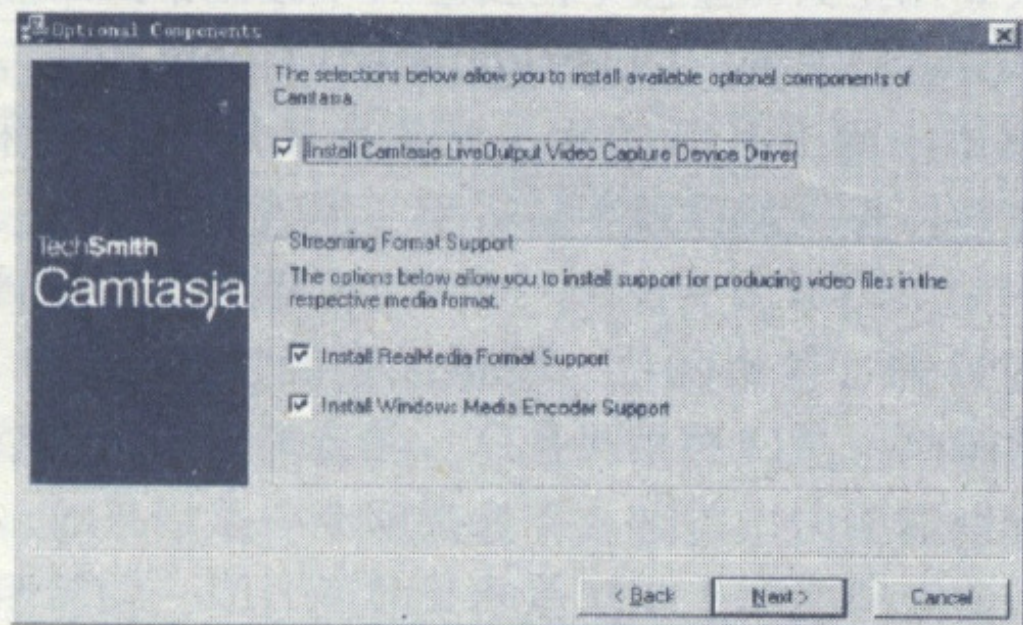 Optional Components
The selections below allow you to install available optional components of
Camtasia.
Install Camtasia LiveOutput Video Capture Device Driver
TechSmith
Camtasia
Streaming Format Support
The options below allow you to install support for producing video files in the
respective media format.
Install RealMedia Format Support
Install Windows Media Encoder Support
< Back
Next >
Cancel